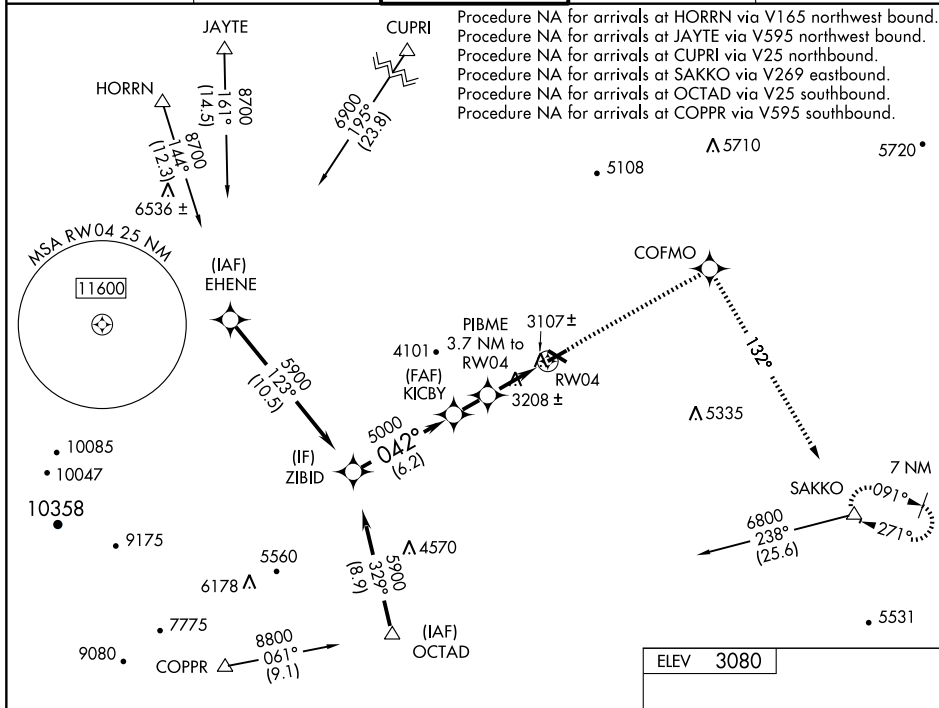 Procedure NA for arrivals at HORRN via V165 northwest bound.
Procedure NA for arrivals at JAYTE via V595 northwest bound.
Procedure NA for arrivals at CUPRI via V25 northbound.
Procedure NA for arrivals at SAKKO via V269 eastbound.
Procedure NA for arrivals at OCTAD via V25 southbound.
Procedure NA for arrivals at COPPR via V595 southbound.
JAYTE
CUPRI
HORRN
8700
161°
(14.5)
6900
195°
(23.8)
8700
144°
(12.3)
6536 ±
5108
5710
5720
MSA RW04 25 NM
11600
(IAF)
EHENE
COFMO
PIBME
3.7 NM to
RW04
3107 ±
4101
(FAF)
KICBY
RW04
3208 ±
132°
5900
123°
(10.5)
5335
5000
042°
(6.2)
(IF)
ZIBID
10085
10047
10358
9175
7 NM
SAKKO
091°
271°
6800
238°
(25.6)
5560
6178
4570
5900
329°
(8.9)
7775
9080
COPPR
8800
061°
(9.1)
(IAF)
OCTAD
5531
ELEV 3080